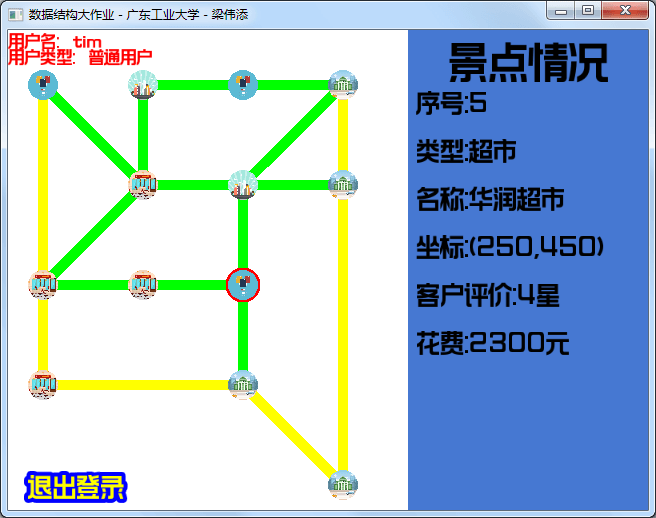 数据结构大作业 - 广东工业大学 - 梁伟添
用户名: tim
用户类型: 普通用户
景点情况
序号:5
类型:超市
名称:华润超市
坐标:(250,450)
客户评价:4星
花费:2300元
退出登录